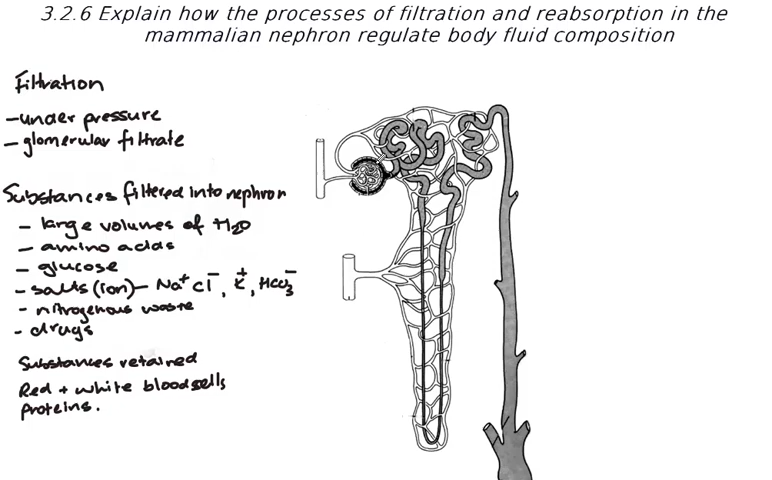 3.2.6 Explain how the processes of filtration and reabsorption in the
mammalian nephron regulate body fluid composition
Filtration
-under pressure
- glomerular filtrate
Substances filtered into nephron
- large volumes of H₂O
- amino acids
- glucose
- salts (ion)- Na⁺ Cl⁻, K⁺, HCO₃⁻
- nitrogenous waste
- drugs
Substances retained
Red + white bloodsells
Proteins.